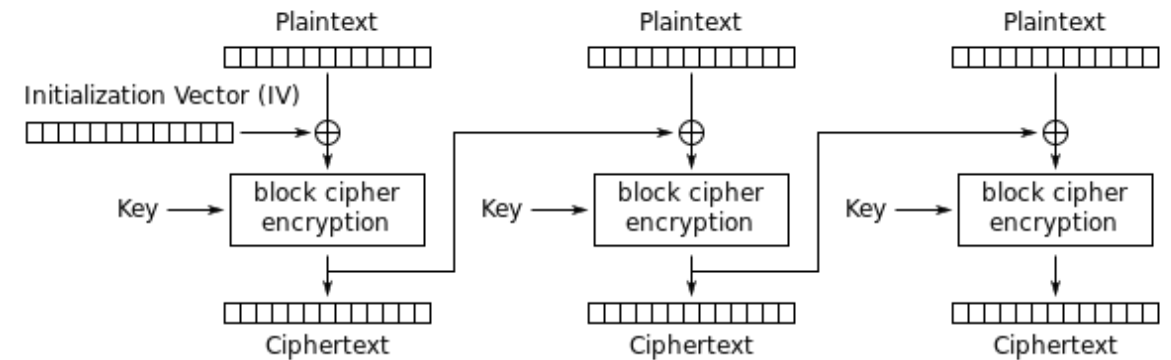 Plaintext
Plaintext
Plaintext
Initialization Vector (IV)
Key
block cipher
encryption
Key
block cipher
encryption
Key
block cipher
encryption
Ciphertext
Ciphertext
Ciphertext